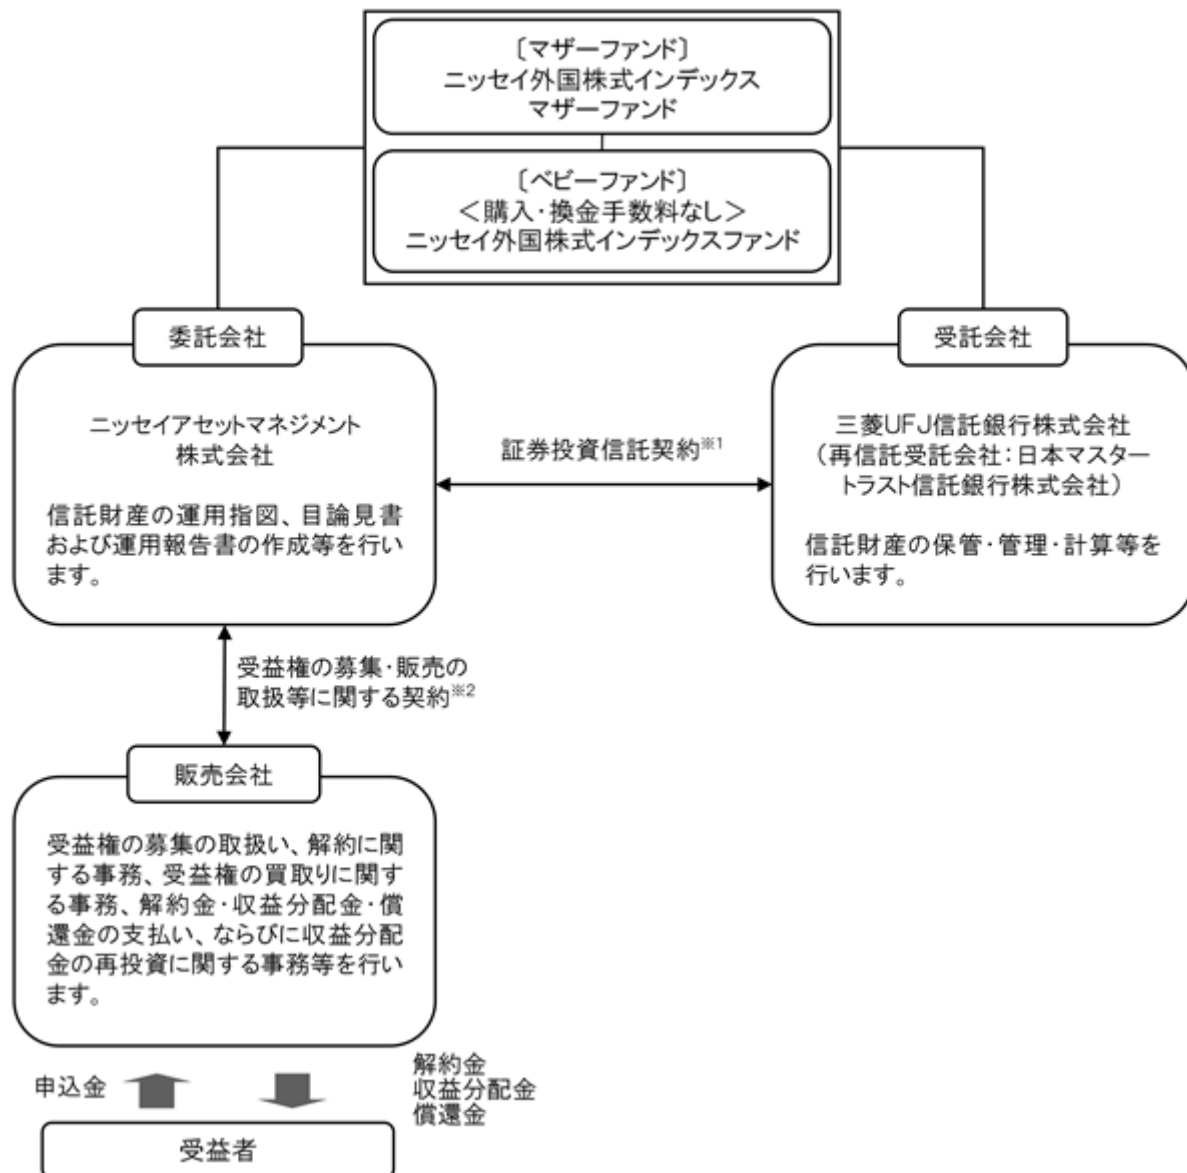 〔マザーファンド〕
ニッセイ外国株式インデックス
マザーファンド
〔ベビーファンド〕
＜購入・換金手数料なし＞
ニッセイ外国株式インデックスファンド
委託会社
ニッセイアセットマネジメント
株式会社
信託財産の運用指図、目論見書
および運用報告書の作成等を行い
ます。
証券投資信託契約※1
受託会社
三菱UFJ信託銀行株式会社
（再信託受託会社：日本マスター
トラスト信託銀行株式会社）
信託財産の保管・管理・計算等を
行います。
受益権の募集・販売の
取扱等に関する契約※2
販売会社
受益権の募集の取扱い、解約に関
する事務、受益権の買取りに関す
る事務、解約金・収益分配金・償
還金の支払い、ならびに収益分配
金の再投資に関する事務等を行い
ます。
申込金
解約金
収益分配金
償還金
受益者